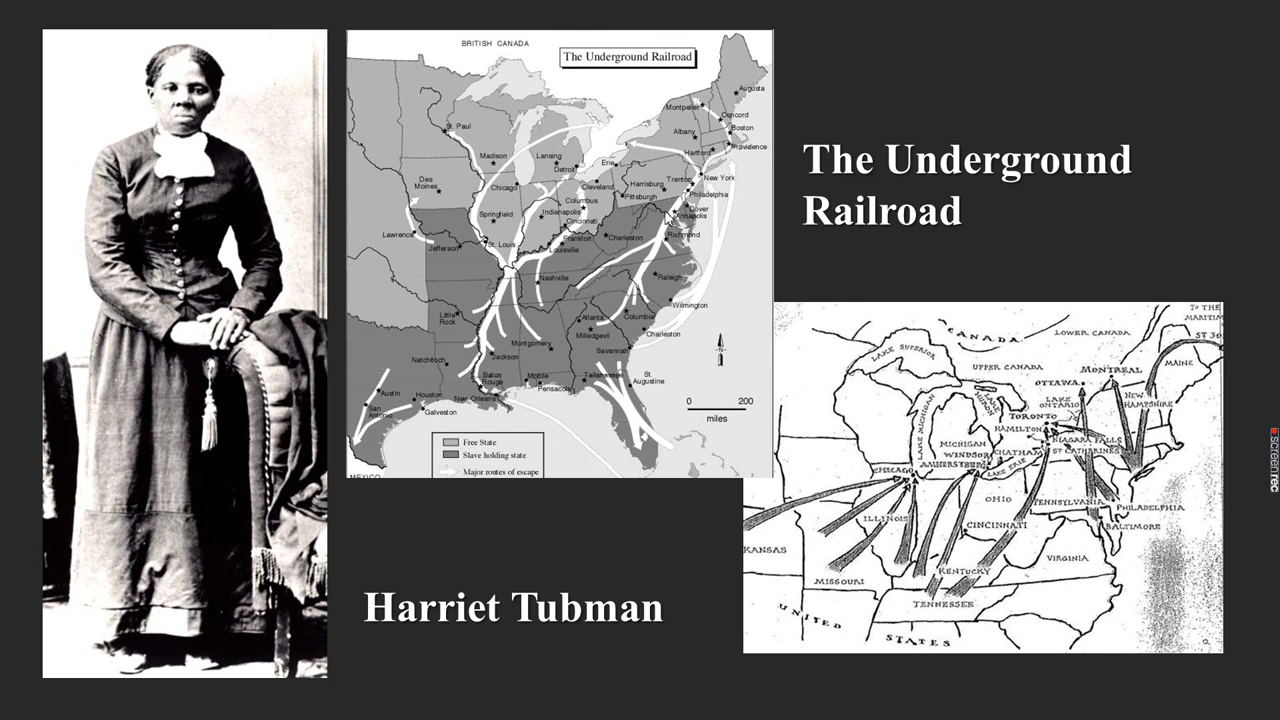 BRITISH CANADA
The Underground Railroad
Augusta
Montpelier
Concord
St. Paul
Boston
Albany
Providence
Hartford
Madison
Lansing
Detroit
Erie
New York
Trenton
Chicago
Cleveland
Harrisburg
Pittsburgh
Philadelphia
Des
Moines
Columbus
Dover
Annapolis
Springfield
Indianapolis
Cincinnati
Lawrence
Jefferson
St. Louis
Frankfort
Louisville
Charleston
Richmond
Nashville
Raleigh
Wilmington
Little
Rock
Atlanta
Columbia
Milledgevil
Charleston
Montgomery
Savannah
Natchitoch
Jackson
Baton
Rouge
Mobile
Pensacola
Tallahassee
St.
Augustine
Austin
Houston
New Orleans
San
Antonio
Galveston
N
0 200
miles
Free State
Slave holding state
Major routes of escape
MEXICO
The Underground
Railroad
TO THE
MARITIM
CANADA
LOWER CANADA
ST JO
LAKE SUPERIOR
UPPER CANADA
MONTREAL
MAINE
OTTAWA
LAKE MICHIGAN
LAKE
HURON
LAKE
ONTARIO
NEW
HAMPSHIRE
TORONTO
HAMILTON
NIAGARA FALLS
MICHIGAN
WINDSOR
CHATHAM
ST CATHARINES
CHICAGO
AMHERSTBURG
LAKE ERIE
OHIO
PENNSYLVANIA
PHILADELPHIA
ILLINOIS
CINCINNATI
BALTIMORE
KANSAS
VIRGINIA
MISSOURI
KENTUCKY
TENNESSEE
UNITED
STATES
Harriet Tubman
screenrec